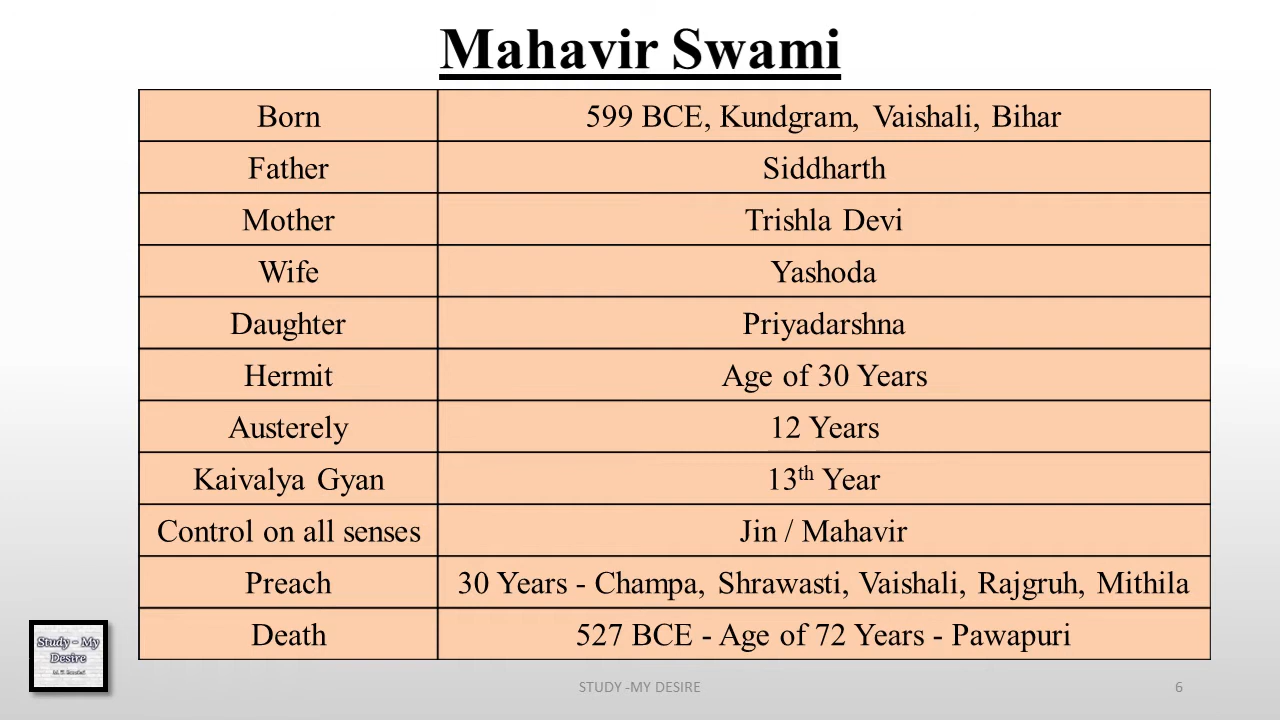 Mahavir Swami
Born 599 BCE, Kundgram, Vaishali, Bihar
Father Siddharth
Mother Trishla Devi
Wife Yashoda
Daughter Priyadarshna
Hermit Age of 30 Years
Austerely 12 Years
Kaivalya Gyan 13th Year
Control on all senses Jin / Mahavir
Preach 30 Years - Champa, Shrawasti, Vaishali, Rajgruh, Mithila
Death 527 BCE - Age of 72 Years - Pawapuri
Study - My
Desire
STUDY -MY DESIRE 6